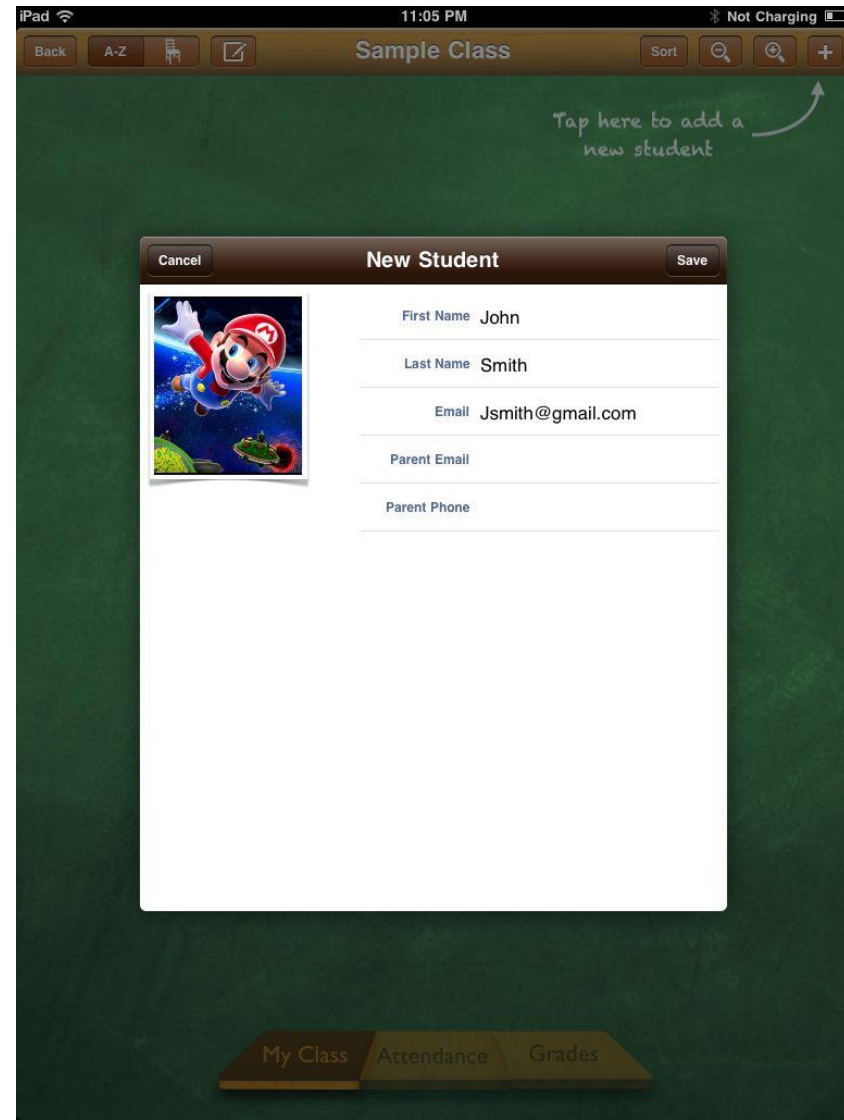 iPad 11:05 PM Not Charging
Back A-Z Sample Class Sort
Tap here to add a
new student
Cancel New Student Save
First Name John
Last Name Smith
Email Jsmith@gmail.com
Parent Email
Parent Phone
My Class Attendance Grades